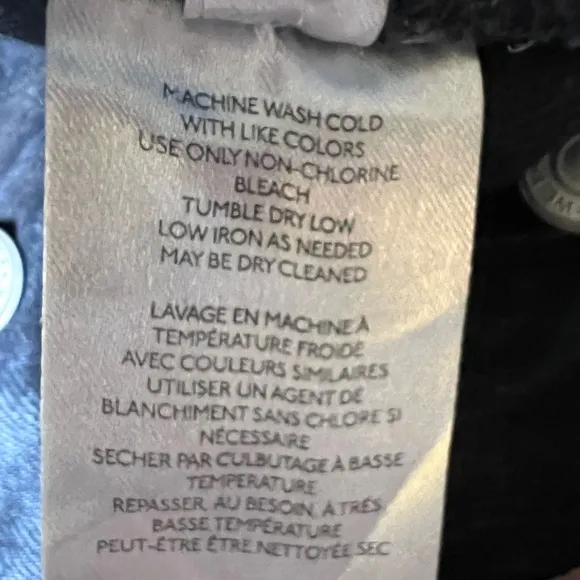 MACHINE WASH COLD
WITH LIKE COLORS
USE ONLY NON-CHLORINE
BLEACH
TUMBLE DRY LOW
LOW IRON AS NEEDED
MAY BE DRY CLEANED
LAVAGE EN MACHINE À
TEMPÉRATURE FROIDE
AVEC COULEURS SIMILAIRES
UTILISER UN AGENT DE
BLANCHIMENT SANS CHLORE SI
NÉCESSAIRE
SECHER PAR CULBUTAGE À BASSE
TEMPERATURE
REPASSER, AU BESOIN, À TRÉS
BASSE TEMPÉRATURE
PEUT-ÊTRE ÊTRE NETTOYÉE SEC